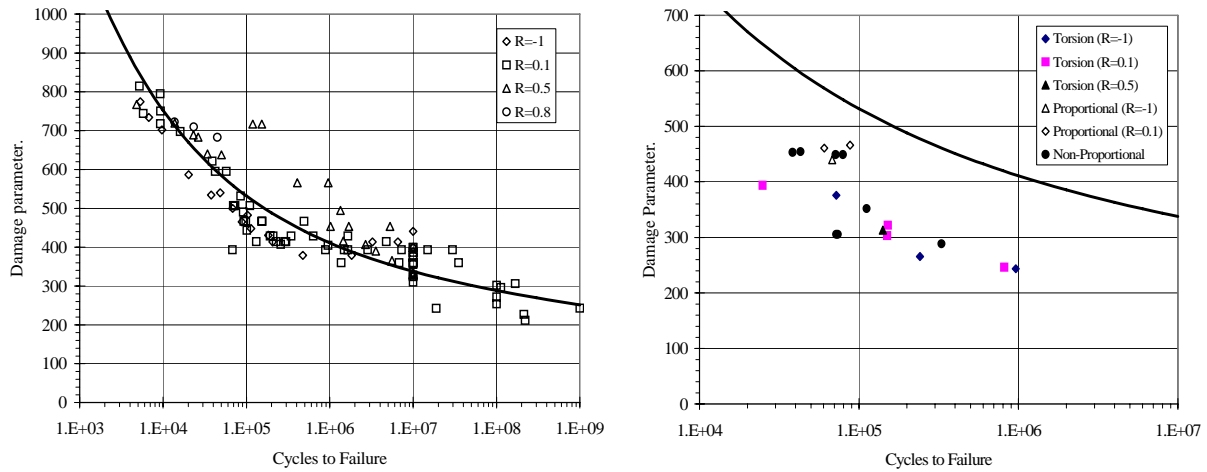 1000
900
800
700
600
500
400
300
200
100
0
Damage parameter.
R=-1
R=0.1
R=0.5
R=0.8
1.E+03 1.E+04 1.E+05 1.E+06 1.E+07 1.E+08 1.E+09
Cycles to Failure
700
600
500
400
300
200
100
0
Damage Parameter.
Torsion (R=-1)
Torsion (R=0.1)
Torsion (R=0.5)
Proportional (R=-1)
Proportional (R=0.1)
Non-Proportional
1.E+04 1.E+05 1.E+06 1.E+07
Cycles to Failure